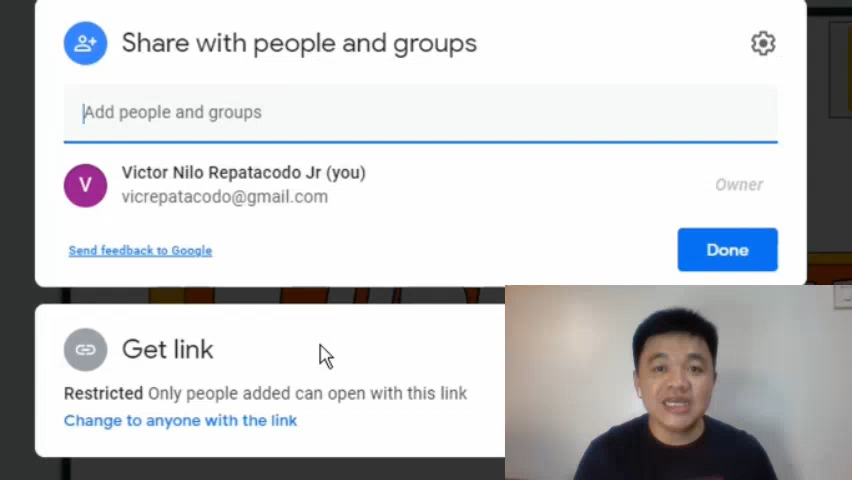 Share with people and groups
Add people and groups
Victor Nilo Repatacodo Jr (you)
vicrepatacodo@gmail.com
Owner
Send feedback to Google
Done
V
Get link
Restricted Only people added can open with this link
Change to anyone with the link